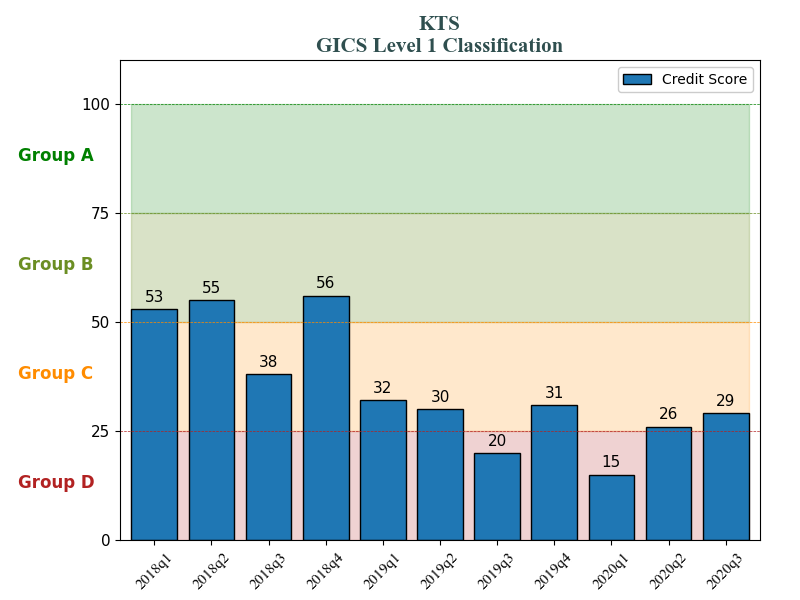 KTS
GICS Level 1 Classification
Credit Score
100
Group A
75
Group B
56
55
53
50
38
Group C
32
31
30
29
26
25
20
15
Group D
0
2018q1 2018q2 2018q3 2018q4 2019q1 2019q2 2019q3 2019q4 2020q1 2020q2 2020q3